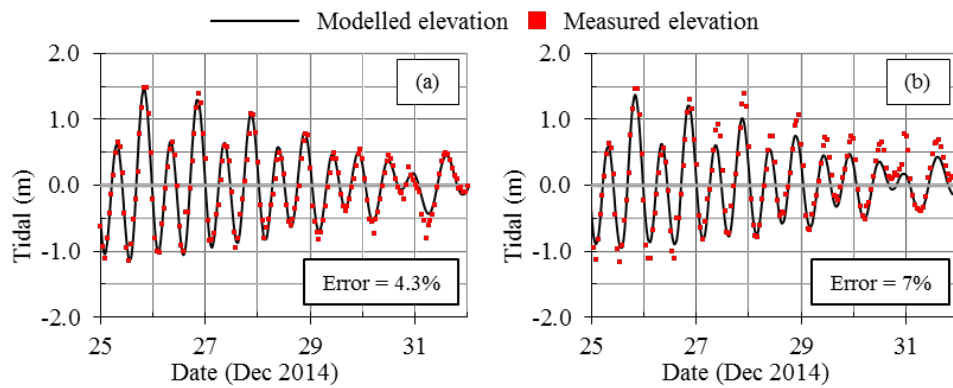 Modelled elevation Measured elevation
2.0
1.0
0.0
-1.0
-2.0
Tidal (m)
(a)
Error = 4.3%
25 27 29 31
Date (Dec 2014)
2.0
1.0
0.0
-1.0
-2.0
Tidal (m)
(b)
Error = 7%
25 27 29 31
Date (Dec 2014)